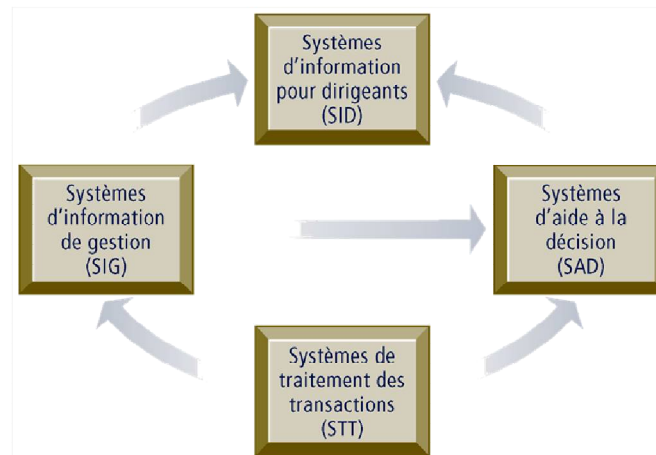 Systèmes
d'information
pour dirigeants
(SID)
Systèmes
d'information
de gestion
(SIG)
Systèmes
d'aide à la
décision
(SAD)
Systèmes de
traitement des
transactions
(STT)